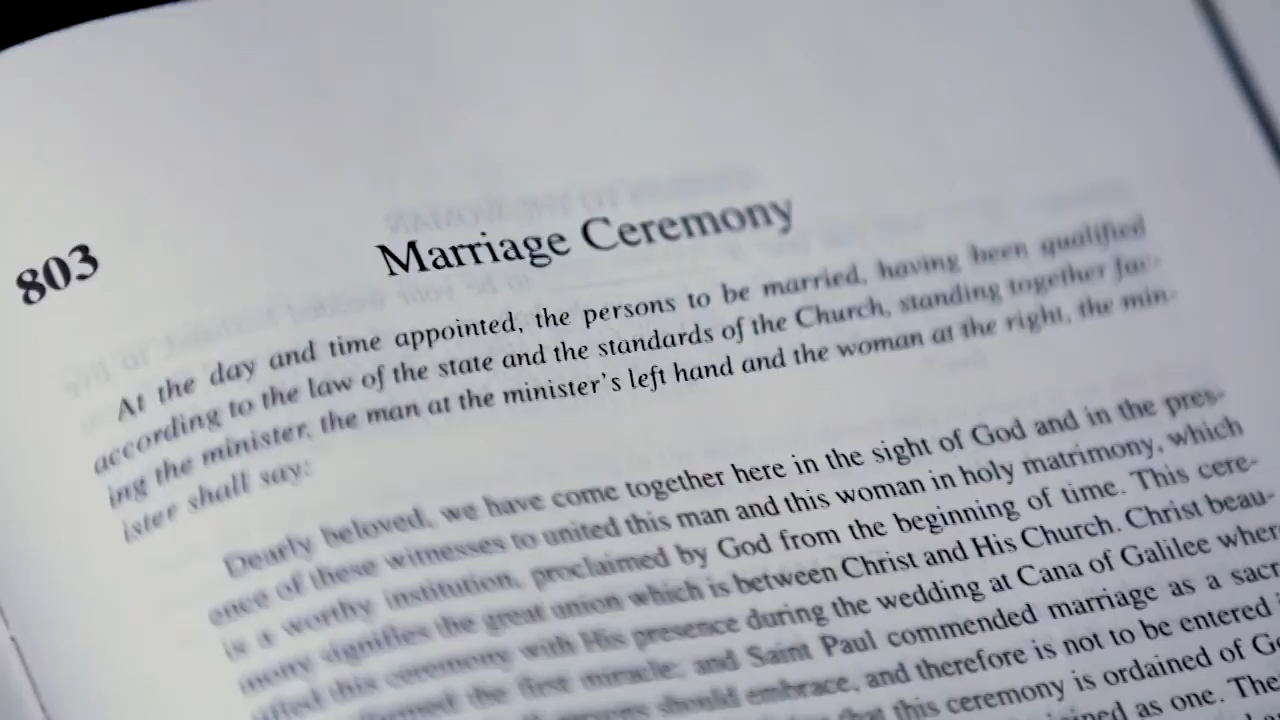 803
Marriage Ceremony
At the day and time appointed, the persons to be married, having been qualified
according to the law of the state and the standards of the Church, standing together fac-
ing the minister, the man at the minister's left hand and the woman at the right, the min-
ister shall say:
Dearly beloved, we have come together here in the sight of God and in the pres-
ence of these witnesses to united this man and this woman in holy matrimony, which
is a worthy institution, proclaimed by God from the beginning of time. This cere-
mony signifies the great union which is between Christ and His Church. Christ beau-
this ceremony with His presence during the wedding at Cana of Galilee
the first miracle, and Saint Paul commended marriage as a
should embrace, and therefore is not to be entered
that this ceremony is ordained of
as one.